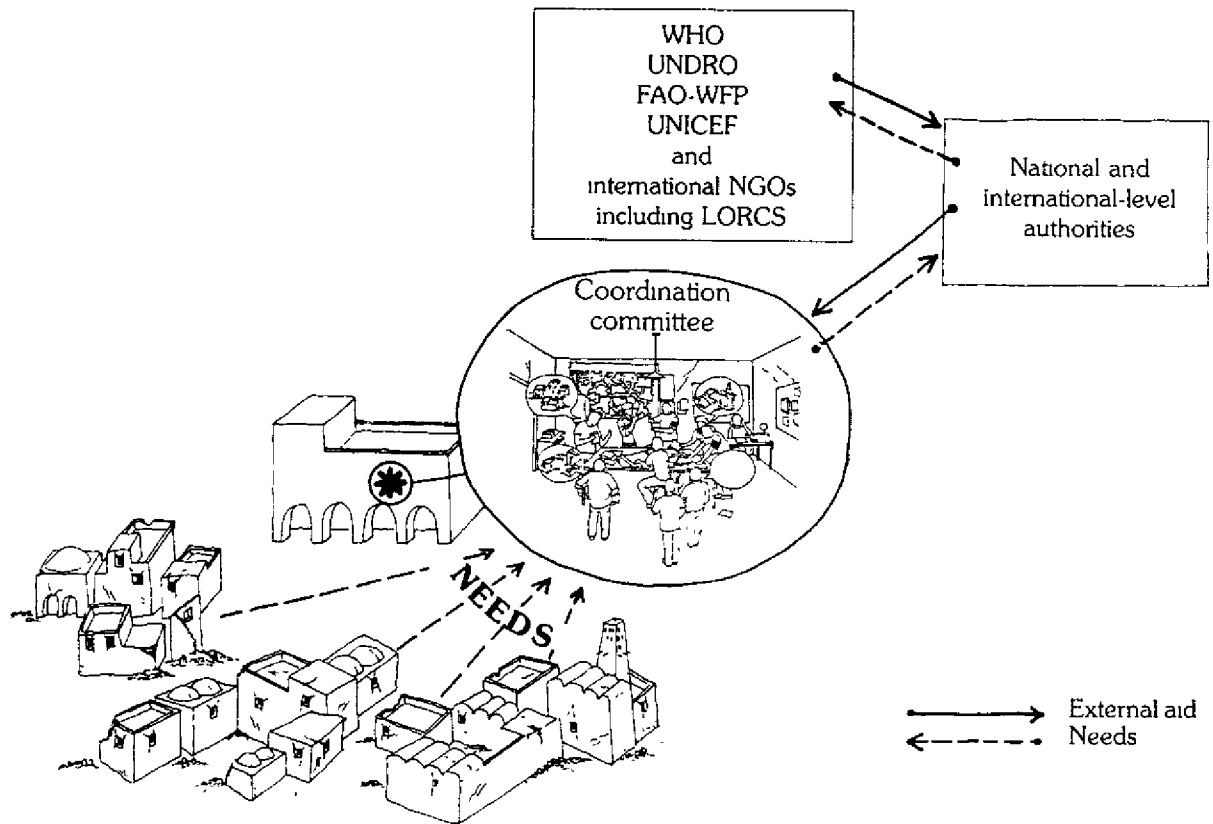 WHO
UNDRO
FAO-WFP
UNICEF
and
international NGOs
including LORCS
National and
international-level
authorities
Coordination
committee
NEEDS
External aid
Needs